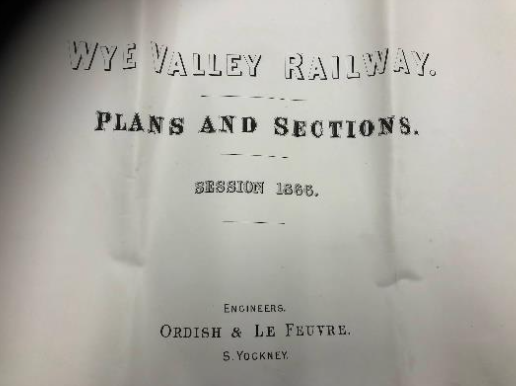 WYE VALLEY RAILWAY.
PLANS AND SECTIONS.
SESSION 1866.
ENGINEERS.
ORDISH & LE FEUVRE.
S. YOCKNEY.